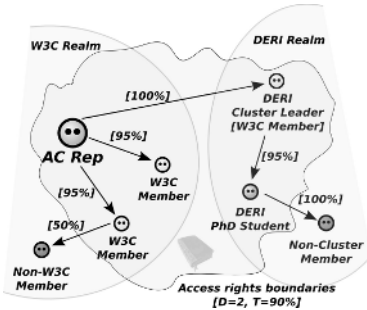 W3C Realm
DERI Realm
[100%]
DERI
Cluster Leader
[W3C Member]
[95%]
AC Rep
W3C
Member
[95%]
[95%]
[100%]
DERI
PhD Student
[50%]
W3C
Member
Non-Cluster
Member
Non-W3C
Member
Access rights boundaries
[D=2, T=90%]